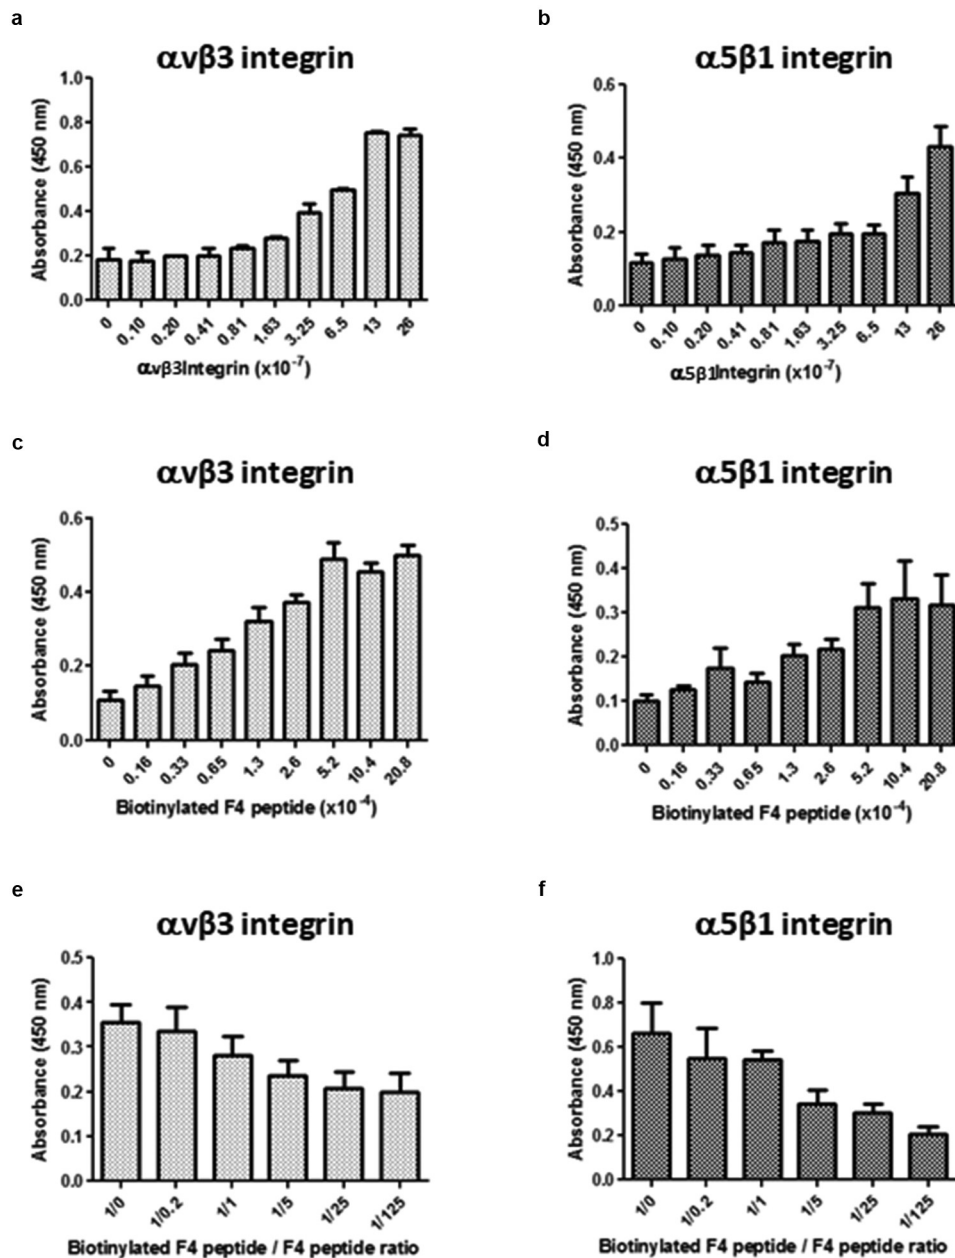 a
αvβ3 integrin
Absorbance (450 nm)
1.0
0.8
0.6
0.4
0.2
0.0
0 0.10 0.20 0.41 0.81 1.63 3.25 6.5 13 26
αvβ3Integrin (x10-7)
b
α5β1 integrin
Absorbance (450 nm)
0.6
0.4
0.2
0.0
0 0.10 0.20 0.41 0.81 1.63 3.25 6.5 13 26
α5β1Integrin (x10-7)
c
αvβ3 integrin
Absorbance (450 nm)
0.6
0.4
0.2
0.0
0 0.16 0.33 0.65 1.3 2.6 5.2 10.4 20.8
Biotinylated F4 peptide (x10-4)
d
α5β1 integrin
Absorbance (450 nm)
0.5
0.4
0.3
0.2
0.1
0.0
0 0.16 0.33 0.65 1.3 2.6 5.2 10.4 20.8
Biotinylated F4 peptide (x10-4)
e
αvβ3 integrin
Absorbance (450 nm)
0.5
0.4
0.3
0.2
0.1
0.0
1/0 1/0.2 1/1 1/5 1/25 1/125
Biotinylated F4 peptide / F4 peptide ratio
f
α5β1 integrin
Absorbance (450 nm)
1.0
0.8
0.6
0.4
0.2
0.0
1/0 1/0.2 1/1 1/5 1/25 1/125
Biotinylated F4 peptide / F4 peptide ratio